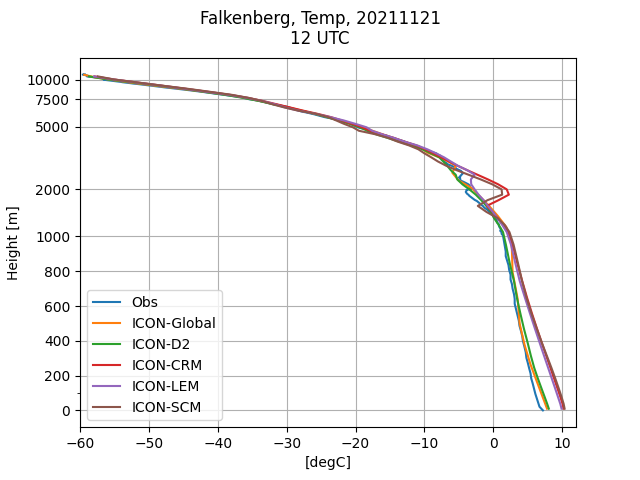 Falkenberg, Temp, 20211121
12 UTC
10000
7500
5000
2000
1000
800
600
400
200
0
Height [m]
Obs
ICON-Global
ICON-D2
ICON-CRM
ICON-LEM
ICON-SCM
−60 −50 −40 −30 −20 −10 0 10
[degC]